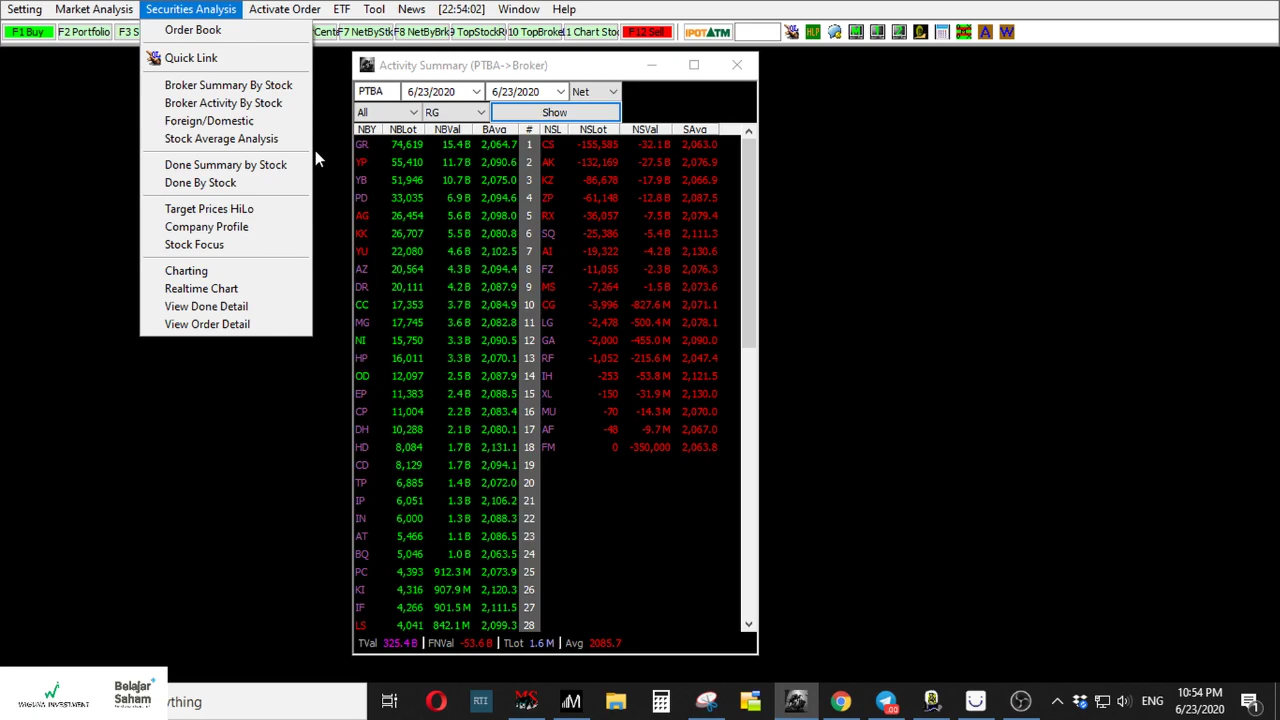 Setting Market Analysis Securities Analysis Activate Order ETF Tool News [22:54:02] Window Help
F1 Buy F2 Portfolio F3 S Cent F7 NetByStk F8 NetByBrk TopStock 10 TopBroke 1 Chart Sto F12 Sell IPOTATM HLP A W
Order Book
Quick Link
Broker Summary By Stock
Broker Activity By Stock
Foreign/Domestic
Stock Average Analysis
Done Summary by Stock
Done By Stock
Target Prices HiLo
Company Profile
Stock Focus
Charting
Realtime Chart
View Done Detail
View Order Detail
Activity Summary (PTBA->Broker)
PTBA 6/23/2020 6/23/2020 Net
All RG Show
NBY NBLot NBVal BAvg # NSL NSLot NSVal SAvg
GR 74,619 15.4 B 2,064.7 1 CS -155,585 -32.1 B 2,063.0
YP 55,410 11.7 B 2,090.6 2 AK -132,169 -27.5 B 2,076.5
YB 51,946 10.7 B 2,075.0 3 KZ -86,678 -17.9 B 2,066.9
PD 33,035 6.9 B 2,094.6 4 ZP -61,148 -12.8 B 2,087.5
AG 26,454 5.6 B 2,098.0 5 RX -36,057 -7.5 B 2,079.4
KK 26,707 5.5 B 2,080.8 6 SQ -25,386 -5.4 B 2,111.3
YU 22,080 4.6 B 2,102.5 7 AI -19,322 -4.2 B 2,130.6
AZ 20,564 4.3 B 2,094.4 8 FZ -11,055 -2.3 B 2,076.3
DR 20,111 4.2 B 2,087.9 9 MS -7,264 -1.5 B 2,073.6
CC 17,353 3.7 B 2,084.9 10 CG -3,996 -827.6 M 2,071.1
MG 17,745 3.6 B 2,082.8 11 LG -2,478 -500.4 M 2,078.1
NI 15,750 3.3 B 2,090.5 12 GA -2,000 -455.0 M 2,090.0
HP 16,011 3.3 B 2,070.1 13 RF -1,052 -215.6 M 2,047.4
OD 12,097 2.5 B 2,087.9 14 IH -253 -53.8 M 2,121.5
EP 11,383 2.4 B 2,088.5 15 XL -150 -31.9 M 2,130.0
CP 11,004 2.2 B 2,083.4 16 MU -70 -14.3 M 2,070.0
DH 10,288 2.1 B 2,080.1 17 AF -48 -9.7 M 2,067.0
HD 8,084 1.7 B 2,131.1 18 FM 0 -350,000 2,063.8
CD 8,129 1.7 B 2,094.1 19
TP 6,885 1.4 B 2,072.0 20
IP 6,051 1.3 B 2,106.2 21
IN 6,000 1.3 B 2,088.3 22
AT 5,466 1.1 B 2,086.5 23
BQ 5,046 1.0 B 2,063.5 24
PC 4,393 912.3 M 2,073.9 25
KI 4,316 907.9 M 2,120.3 26
IF 4,266 901.5 M 2,111.5 27
LS 4,041 842.1 M 2,099.3 28
TVal 325.4 B FNVal -53.6 B TLot 1.6 M Avg 2085.7
WAGUNA INVESTMENT
Belajar
Saham
ything
RTI
ENG
10:54 PM
6/23/2020
1